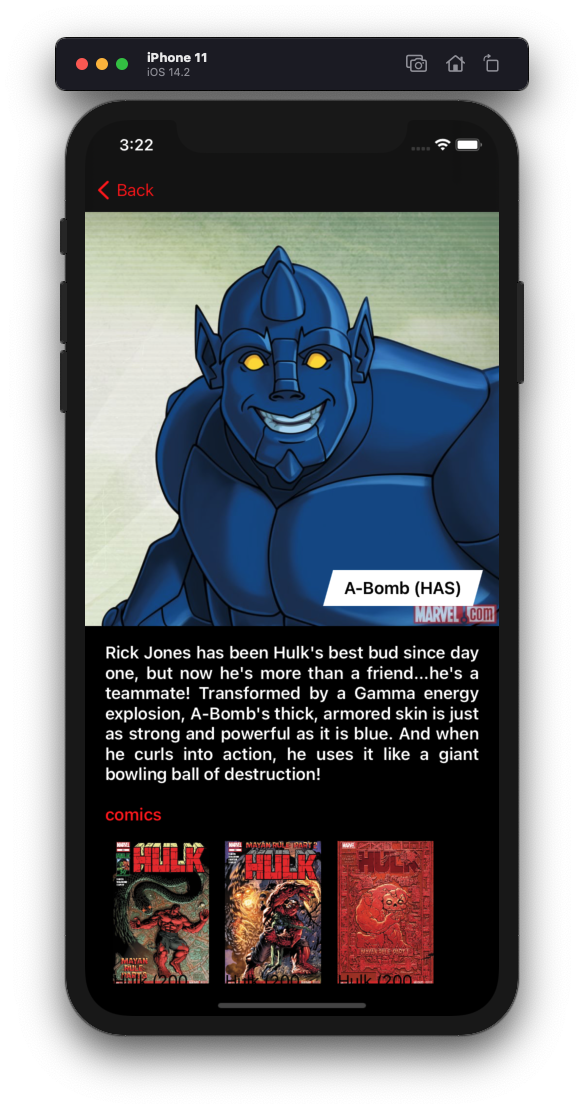 iPhone 11
iOS 14.2
3:22
Back
A-Bomb (HAS)
MARVEL.com
Rick Jones has been Hulk's best bud since day
one, but now he's more than a friend...he's a
teammate! Transformed by a Gamma energy
explosion, A-Bomb's thick, armored skin is just
as strong and powerful as it is blue. And when
he curls into action, he uses it like a giant
bowling ball of destruction!
comics
HULK
MAYAN RULE
MAYAN RULE PART 2
HULK
HULK
MAYAN RULE
Hulk (200... Hulk (200... Hulk (200...